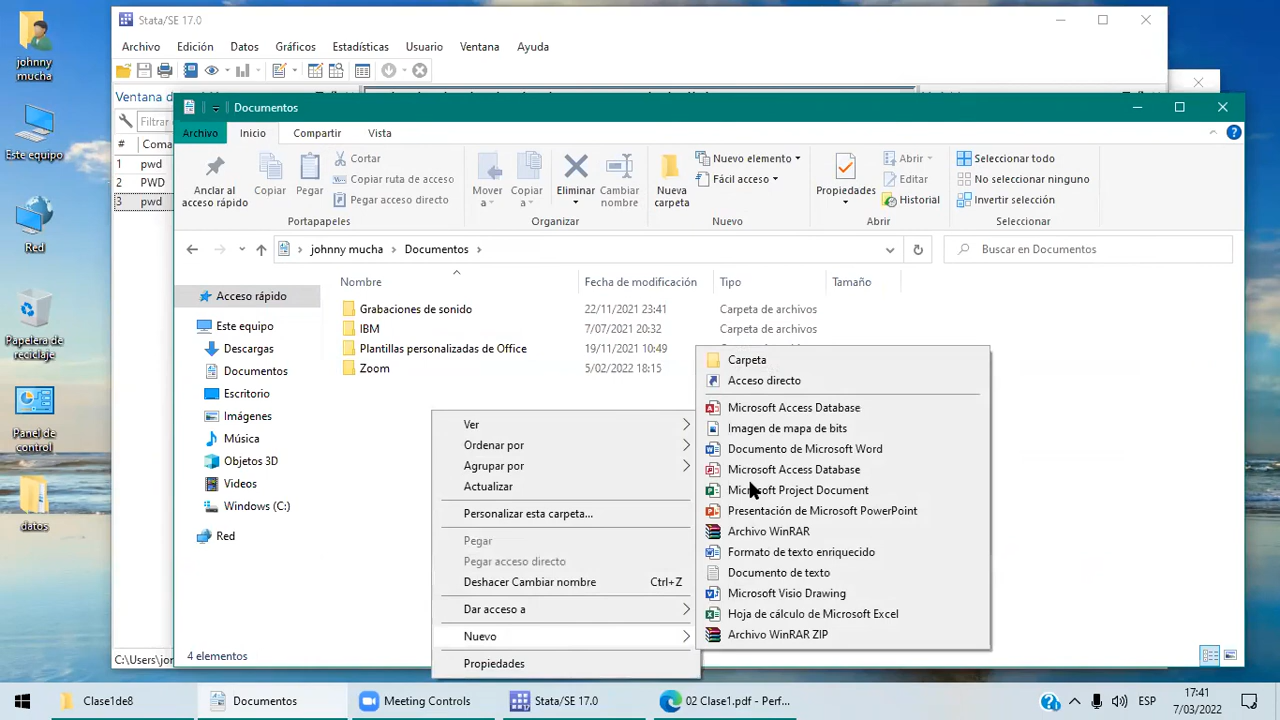 johnny mucha
Este equipo
Red
Papelera de reciclaje
Panel de control
datos
Stata/SE 17.0
Archivo Edición Datos Gráficos Estadísticas Usuario Ventana Ayuda
Ventana de
Filtrar
# Coma
1 pwd
2 PWD
3 pwd
C:\Users\jor
Documentos
Archivo Inicio Compartir Vista
Anclar al acceso rápido
Copiar
Pegar
Cortar
Copiar ruta de acceso
Pegar acceso directo
Portapapeles
Mover a
Copiar a
Eliminar
Cambiar nombre
Organizar
Nueva carpeta
Nuevo elemento
Fácil acceso
Nuevo
Propiedades
Abrir
Editar
Historial
Abrir
Seleccionar todo
No seleccionar ninguno
Invertir selección
Seleccionar
johnny mucha Documentos
Buscar en Documentos
Nombre Fecha de modificación Tipo Tamaño
Acceso rápido
Este equipo
Descargas
Documentos
Escritorio
Imágenes
Música
Objetos 3D
Videos
Windows (C:)
Red
Grabaciones de sonido 22/11/2021 23:41 Carpeta de archivos
IBM 7/07/2021 20:32 Carpeta de archivos
Plantillas personalizadas de Office 19/11/2021 10:49
Zoom 5/02/2022 18:15
4 elementos
Ver
Ordenar por
Agrupar por
Actualizar
Personalizar esta carpeta...
Pegar
Pegar acceso directo
Deshacer Cambiar nombre Ctrl+Z
Dar acceso a
Nuevo
Propiedades
Carpeta
Acceso directo
Microsoft Access Database
Imagen de mapa de bits
Documento de Microsoft Word
Microsoft Access Database
Microsoft Project Document
Presentación de Microsoft PowerPoint
Archivo WinRAR
Formato de texto enriquecido
Documento de texto
Microsoft Visio Drawing
Hoja de cálculo de Microsoft Excel
Archivo WinRAR ZIP
Clase1de8
Documentos
Meeting Controls
Stata/SE 17.0
02 Clase1.pdf - Perf...
ESP
17:41
7/03/2022